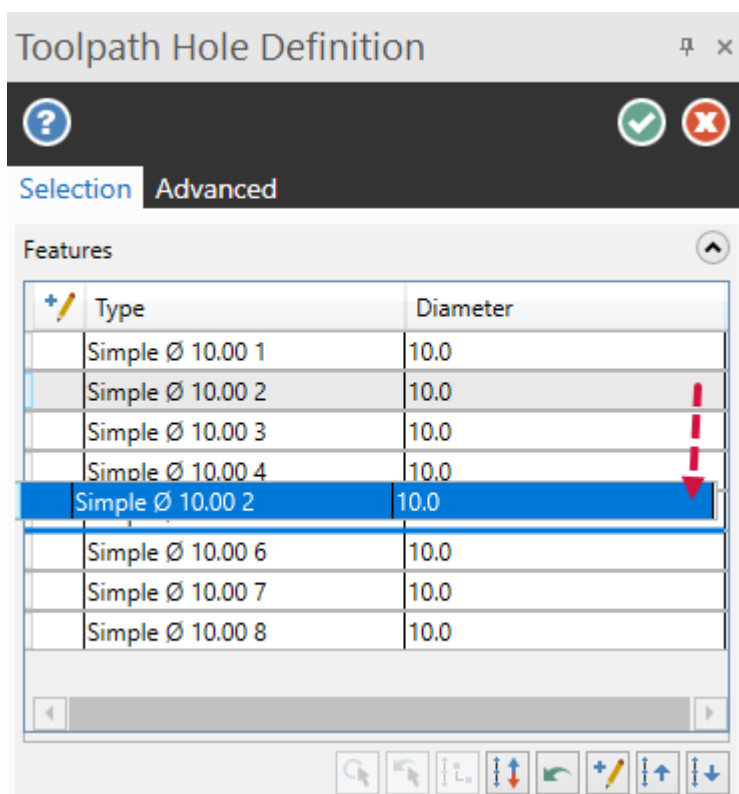 Toolpath Hole Definition
Selection Advanced
Features
Type Diameter
Simple Ø 10.00 1 10.0
Simple Ø 10.00 2 10.0
Simple Ø 10.00 3 10.0
Simple Ø 10.00 4 10.0
Simple Ø 10.00 2 10.0
Simple Ø 10.00 6 10.0
Simple Ø 10.00 7 10.0
Simple Ø 10.00 8 10.0